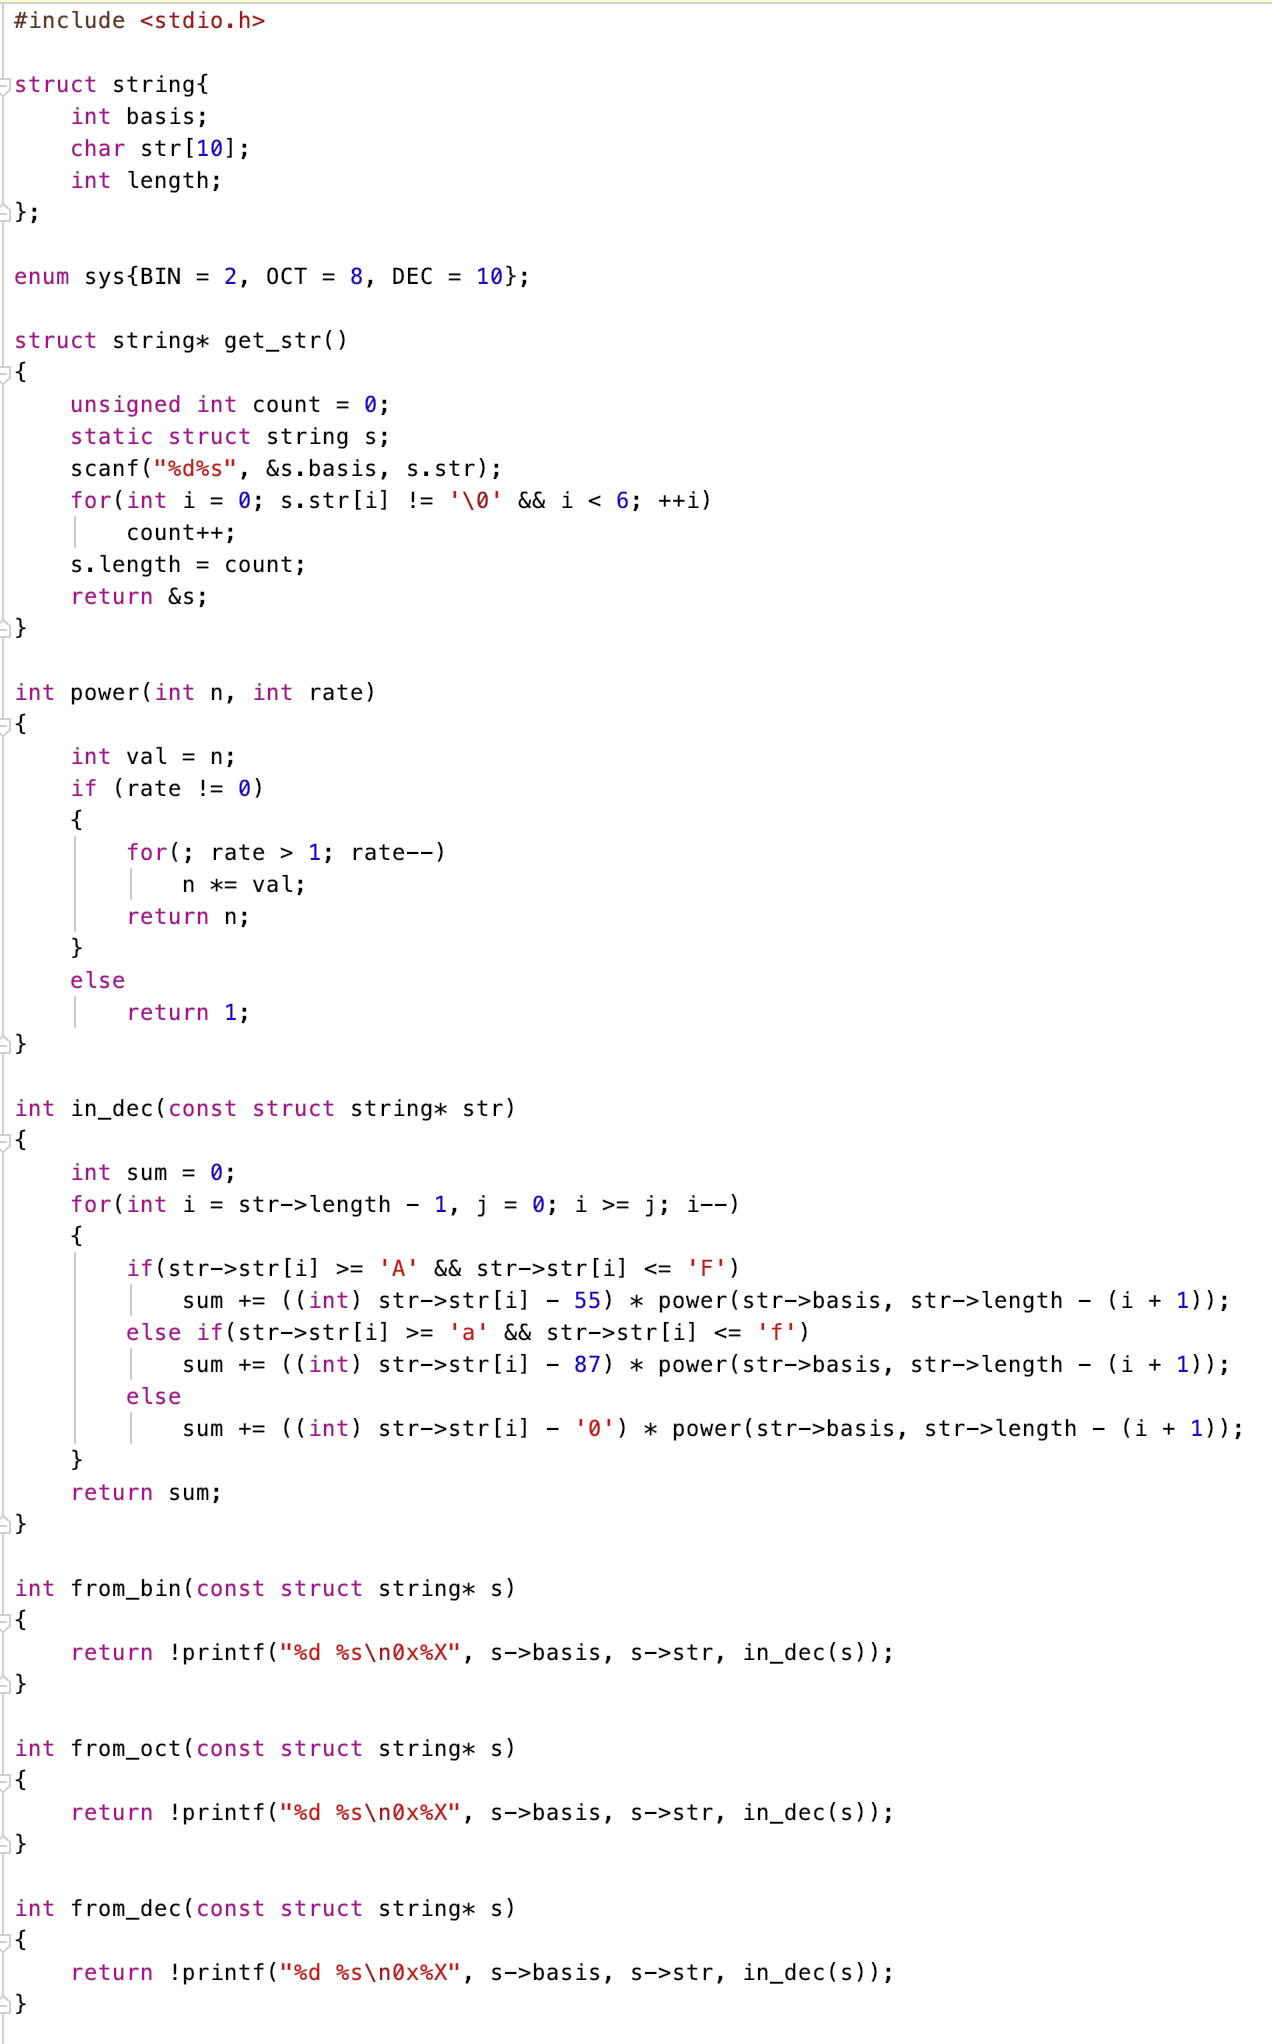 #include <stdio.h>

struct string{
    int basis;
    char str[10];
    int length;
};

enum sys{BIN = 2, OCT = 8, DEC = 10};

struct string* get_str()
{
    unsigned int count = 0;
    static struct string s;
    scanf("%d%s", &s.basis, s.str);
    for(int i = 0; s.str[i] != '\0' && i < 6; ++i)
        count++;
    s.length = count;
    return &s;
}

int power(int n, int rate)
{
    int val = n;
    if (rate != 0)
    {
        for(; rate > 1; rate--)
            n *= val;
        return n;
    }
    else
        return 1;
}

int in_dec(const struct string* str)
{
    int sum = 0;
    for(int i = str->length - 1, j = 0; i >= j; i--)
    {
        if(str->str[i] >= 'A' && str->str[i] <= 'F')
            sum += ((int) str->str[i] - 55) * power(str->basis, str->length - (i + 1));
        else if(str->str[i] >= 'a' && str->str[i] <= 'f')
            sum += ((int) str->str[i] - 87) * power(str->basis, str->length - (i + 1));
        else
            sum += ((int) str->str[i] - '0') * power(str->basis, str->length - (i + 1));
    }
    return sum;
}

int from_bin(const struct string* s)
{
    return !printf("%d %s\n0x%X", s->basis, s->str, in_dec(s));
}

int from_oct(const struct string* s)
{
    return !printf("%d %s\n0x%X", s->basis, s->str, in_dec(s));
}

int from_dec(const struct string* s)
{
    return !printf("%d %s\n0x%X", s->basis, s->str, in_dec(s));
}